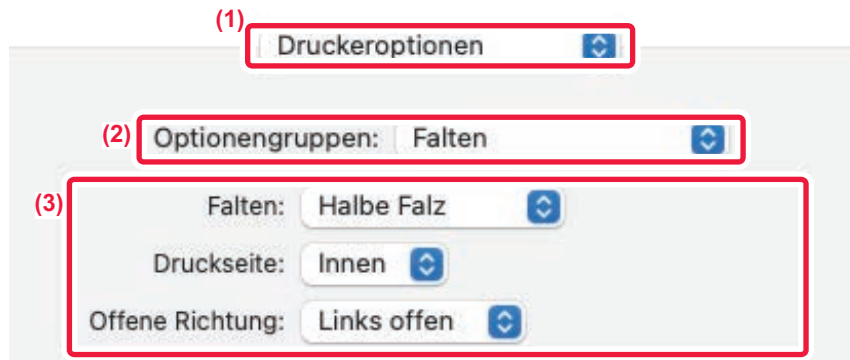 (1) Druckeroptionen
(2) Optionengruppen: Falten
(3) Falten: Halbe Falz
Druckseite: Innen
Offene Richtung: Links offen